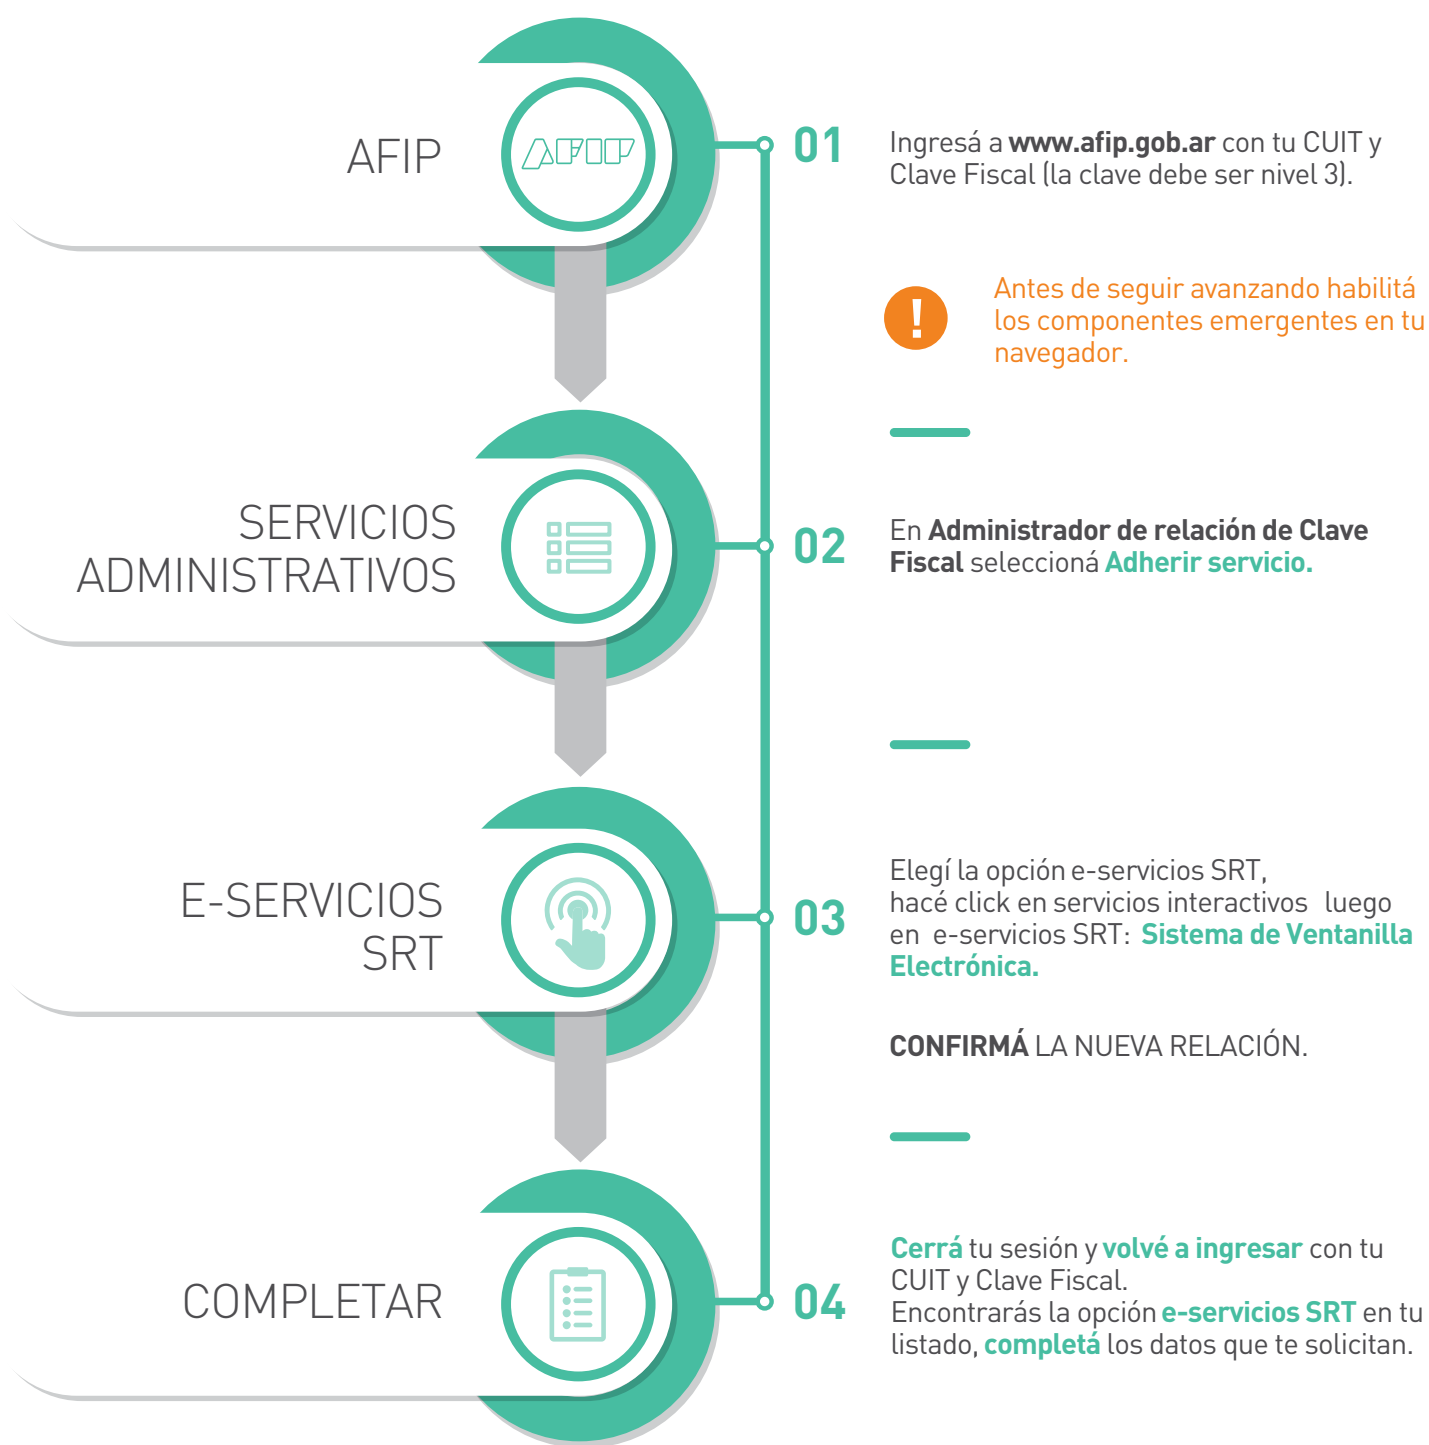 AFIP
AFIP
01
Ingresá a www.afip.gob.ar con tu CUIT y
Clave Fiscal (la clave debe ser nivel 3).
!
Antes de seguir avanzando habilitá
los componentes emergentes en tu
navegador.
SERVICIOS
ADMINISTRATIVOS
02
En Administrador de relación de Clave
Fiscal seleccioná Adherir servicio.
E-SERVICIOS
SRT
03
Elegí la opción e-servicios SRT,
hacé click en servicios interactivos luego
en e-servicios SRT: Sistema de Ventanilla
Electrónica.
CONFIRMÁ LA NUEVA RELACIÓN.
COMPLETAR
04
Cerrá tu sesión y volvé a ingresar con tu
CUIT y Clave Fiscal.
Encontrarás la opción e-servicios SRT en tu
listado, completá los datos que te solicitan.